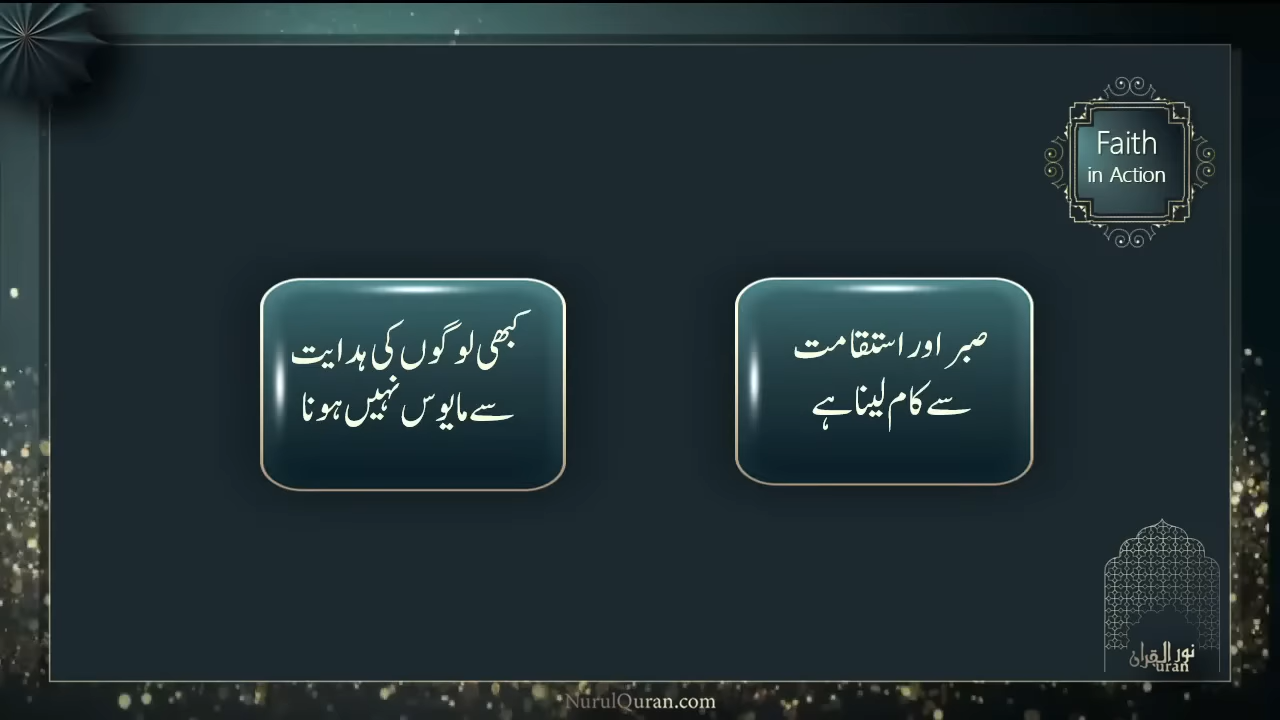 Faith
in Action
صبر اور استقامت
سے کام لینا ہے
کبھی لوگوں کی ہدایت
سے مایوس نہیں ہونا
نور القرآن
uran
NurulQuran.com